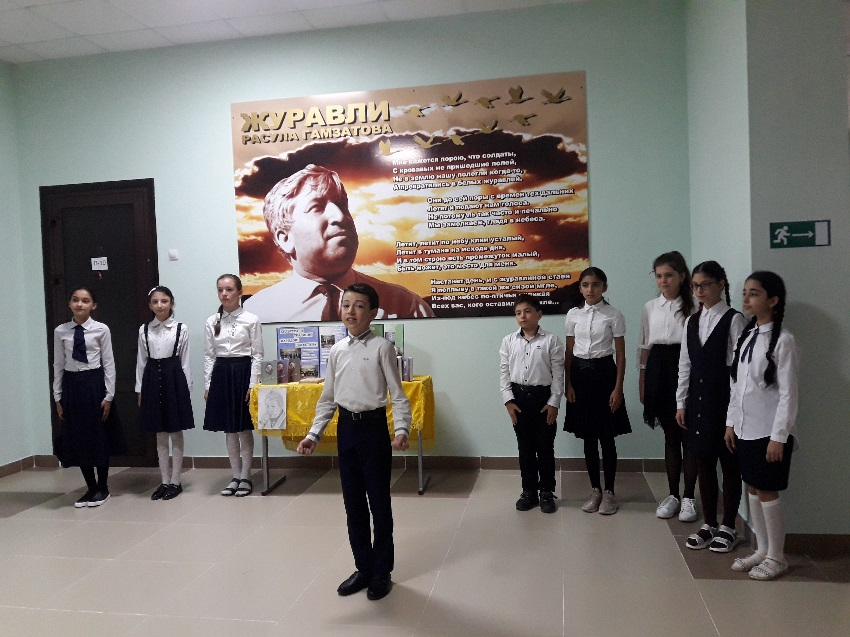 ЖУРАВЛИ
РАСУЛА ГАМЗАТОВА
Мне кажется порою, что солдаты,
С кровавых не пришедшие полей,
Не в землю нашу полегли когда-то,
А превратились в белых журавлей.
Они до сей поры с времен тех дальних
Летят и подают нам голоса.
Не потому ль так часто и печально
Мы замолкаем, глядя в небеса.
Летит, летит по небу клин усталый,
Летит в тумане на исходе дня,
И в том строю есть промежуток малый,
Быть может, это место для меня.
Настанет день, и с журавлиной стаей
Я поплыву в такой же сизой мгле,
Из-под небес по-птичьи окликая
Всех вас, кого оставил